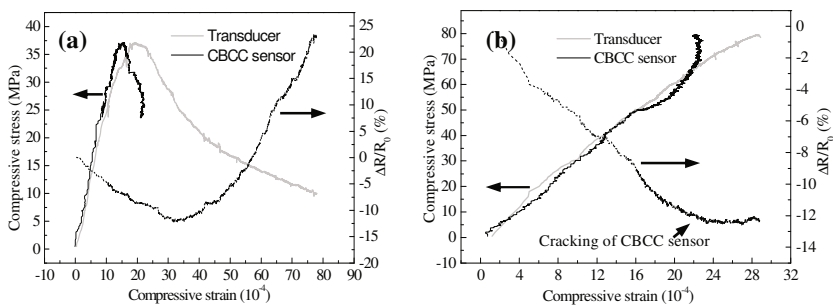 (a)
Transducer
CBCC sensor
Compressive stress (MPa)
40
35
30
25
20
15
10
5
0
-10 0 10 20 30 40 50 60 70 80 90
Compressive strain (10⁻⁴)
25
20
15
10
5
0
-5
-10
-15
-20
ΔR/R₀ (%)
(b)
Transducer
CBCC sensor
Cracking of CBCC sensor
Compressive stress (MPa)
80
70
60
50
40
30
20
10
0
0 4 8 12 16 20 24 28 32
Compressive strain (10⁻⁴)
0
-2
-4
-6
-8
-10
-12
-14
ΔR/R₀ (%)